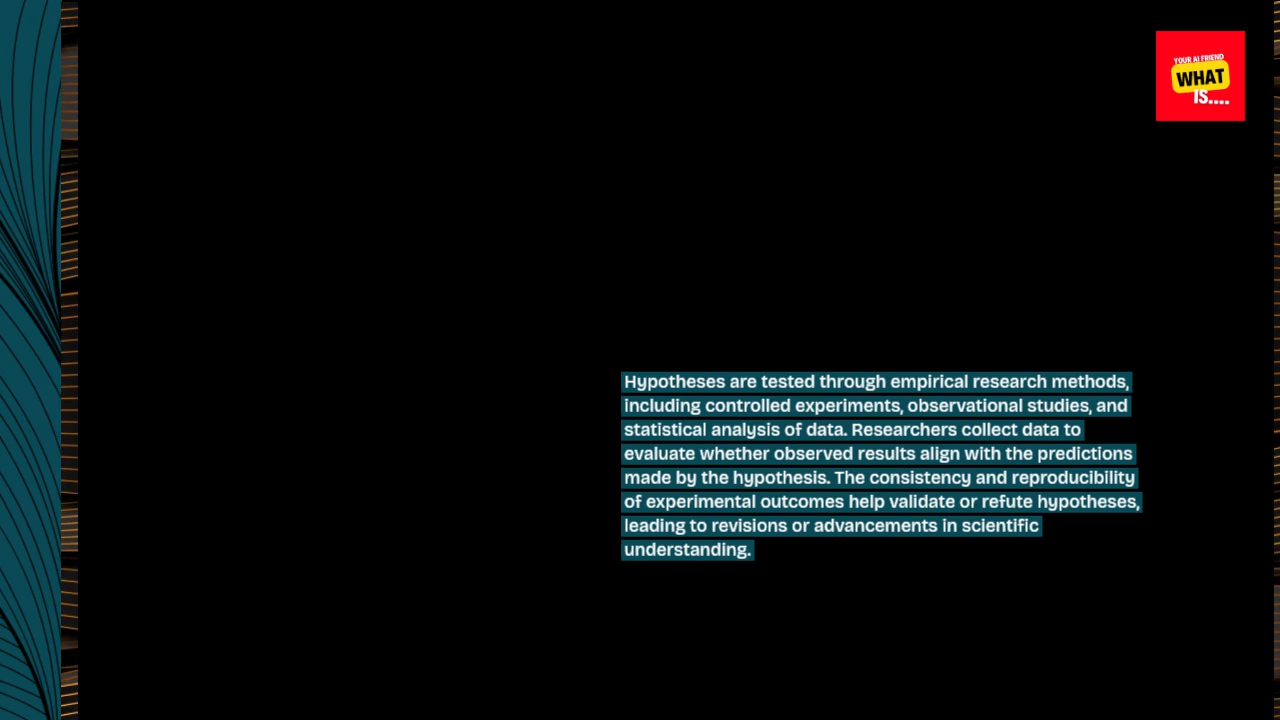 YOUR AI FRIEND
WHAT
IS....
Hypotheses are tested through empirical research methods,
including controlled experiments, observational studies, and
statistical analysis of data. Researchers collect data to
evaluate whether observed results align with the predictions
made by the hypothesis. The consistency and reproducibility
of experimental outcomes help validate or refute hypotheses,
leading to revisions or advancements in scientific
understanding.